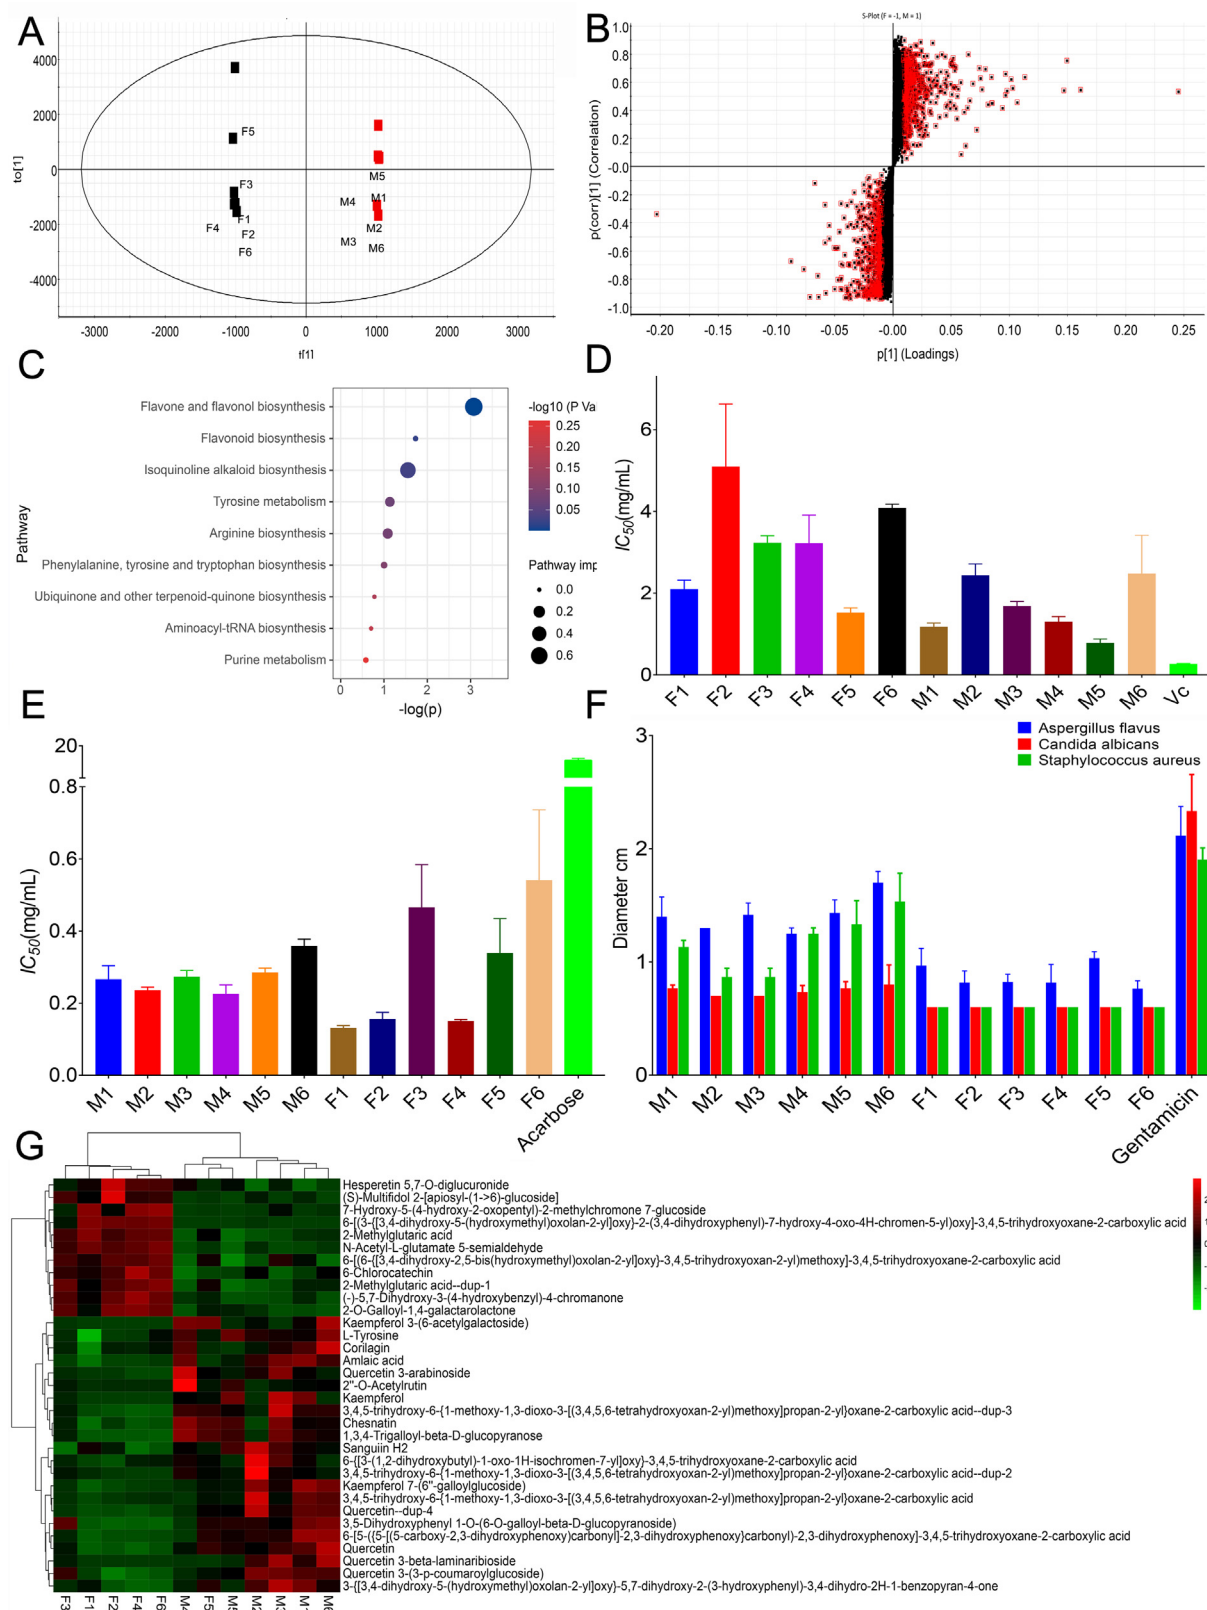 A
to[1]
4000
2000
0
-2000
-4000
F5
F3
F1
F4
F2
F6
M5
M4
M1
M2
M3
M6
-3000
-2000
-1000
0
1000
2000
3000
t[1]
B
S-Plot (F = -1, M = 1)
p(corr)[1] (Correlation)
1.0
0.8
0.6
0.4
0.2
-0.0
-0.2
-0.4
-0.6
-0.8
-1.0
-0.20
-0.15
-0.10
-0.05
-0.00
0.05
0.10
0.15
0.20
0.25
p[1] (Loadings)
C
Pathway
Flavone and flavonol biosynthesis
Flavonoid biosynthesis
Isoquinoline alkaloid biosynthesis
Tyrosine metabolism
Arginine biosynthesis
Phenylalanine, tyrosine and tryptophan biosynthesis
Ubiquinone and other terpenoid-quinone biosynthesis
Aminoacyl-tRNA biosynthesis
Purine metabolism
0
1
2
3
-log(p)
-log10 (P Va
0.25
0.20
0.15
0.10
0.05
Pathway imp
0.0
0.2
0.4
0.6
D
IC50(mg/mL)
6
4
2
0
F1
F2
F3
F4
F5
F6
M1
M2
M3
M4
M5
M6
Vc
E
IC50(mg/mL)
20
0.8
0.6
0.4
0.2
0.0
M1
M2
M3
M4
M5
M6
F1
F2
F3
F4
F5
F6
Acarbose
F
Aspergillus flavus
Candida albicans
Staphylococcus aureus
Diameter cm
3
2
1
0
M1
M2
M3
M4
M5
M6
F1
F2
F3
F4
F5
F6
Gentamicin
G
Hesperetin 5,7-O-diglucuronide
(S)-Multifidol 2-[apiosyl-(1->6)-glucoside]
7-Hydroxy-5-(4-hydroxy-2-oxopentyl)-2-methylchromone 7-glucoside
6-[(3-{[3,4-dihydroxy-5-(hydroxymethyl)oxolan-2-yl]oxy}-2-(3,4-dihydroxyphenyl)-7-hydroxy-4-oxo-4H-chromen-5-yl)oxy]-3,4,5-trihydroxyoxane-2-carboxylic acid
2-Methylglutaric acid
N-Acetyl-L-glutamate 5-semialdehyde
6-[(6-{[3,4-dihydroxy-2,5-bis(hydroxymethyl)oxolan-2-yl]oxy}-3,4,5-trihydroxyoxan-2-yl)methoxy]-3,4,5-trihydroxyoxane-2-carboxylic acid
6-Chlorocatechin
2-Methylglutaric acid--dup-1
(-)-5,7-Dihydroxy-3-(4-hydroxybenzyl)-4-chromanone
2-O-Galloyl-1,4-galactarolactone
Kaempferol 3-(6-acetylgalactoside)
L-Tyrosine
Corilagin
Amlaic acid
Quercetin 3-arabinoside
2"-O-Acetylrutin
Kaempferol
3,4,5-trihydroxy-6-{1-methoxy-1,3-dioxo-3-[(3,4,5,6-tetrahydroxyoxan-2-yl)methoxy]propan-2-yl}oxane-2-carboxylic acid--dup-3
Chesnatin
1,3,4-Trigalloyl-beta-D-glucopyranose
Sanguiin H2
6-{[3-(1,2-dihydroxybutyl)-1-oxo-1H-isochromen-7-yl]oxy}-3,4,5-trihydroxyoxane-2-carboxylic acid
3,4,5-trihydroxy-6-{1-methoxy-1,3-dioxo-3-[(3,4,5,6-tetrahydroxyoxan-2-yl)methoxy]propan-2-yl}oxane-2-carboxylic acid--dup-2
Kaempferol 7-(6"-galloylglucoside)
3,4,5-trihydroxy-6-{1-methoxy-1,3-dioxo-3-[(3,4,5,6-tetrahydroxyoxan-2-yl)methoxy]propan-2-yl}oxane-2-carboxylic acid
Quercetin--dup-4
3,5-Dihydroxyphenyl 1-O-(6-O-galloyl-beta-D-glucopyranoside)
6-[5-({5-[(5-carboxy-2,3-dihydroxyphenoxy)carbonyl]-2,3-dihydroxyphenoxy}carbonyl)-2,3-dihydroxyphenoxy]-3,4,5-trihydroxyoxane-2-carboxylic acid
Quercetin
Quercetin 3-beta-laminaribioside
Quercetin 3-(3-p-coumaroylglucoside)
3-{[3,4-dihydroxy-5-(hydroxymethyl)oxolan-2-yl]oxy}-5,7-dihydroxy-2-(3-hydroxyphenyl)-3,4-dihydro-2H-1-benzopyran-4-one
F3
F1
F2
F4
F6
M4
F5
M5
M2
M3
M1
M6